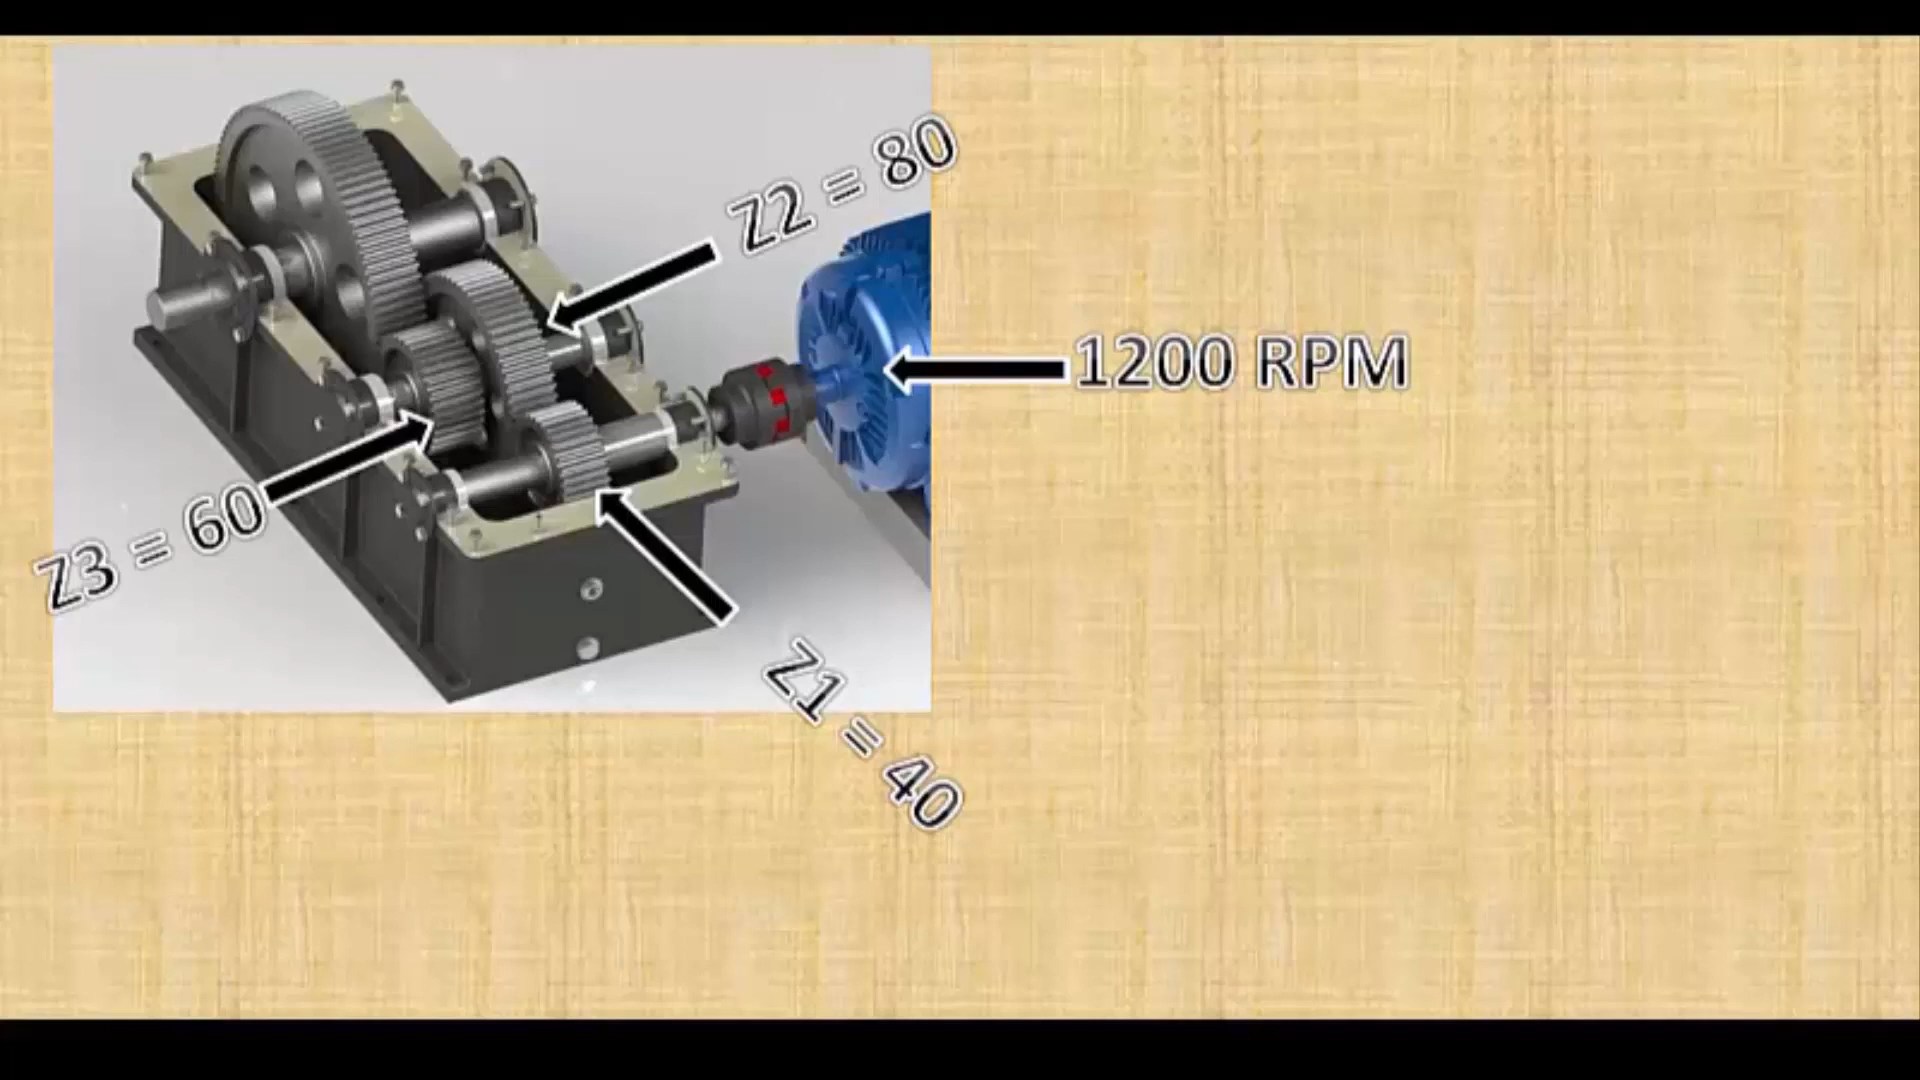 Z2 = 80
1200 RPM
Z3 = 60
Z1 = 40